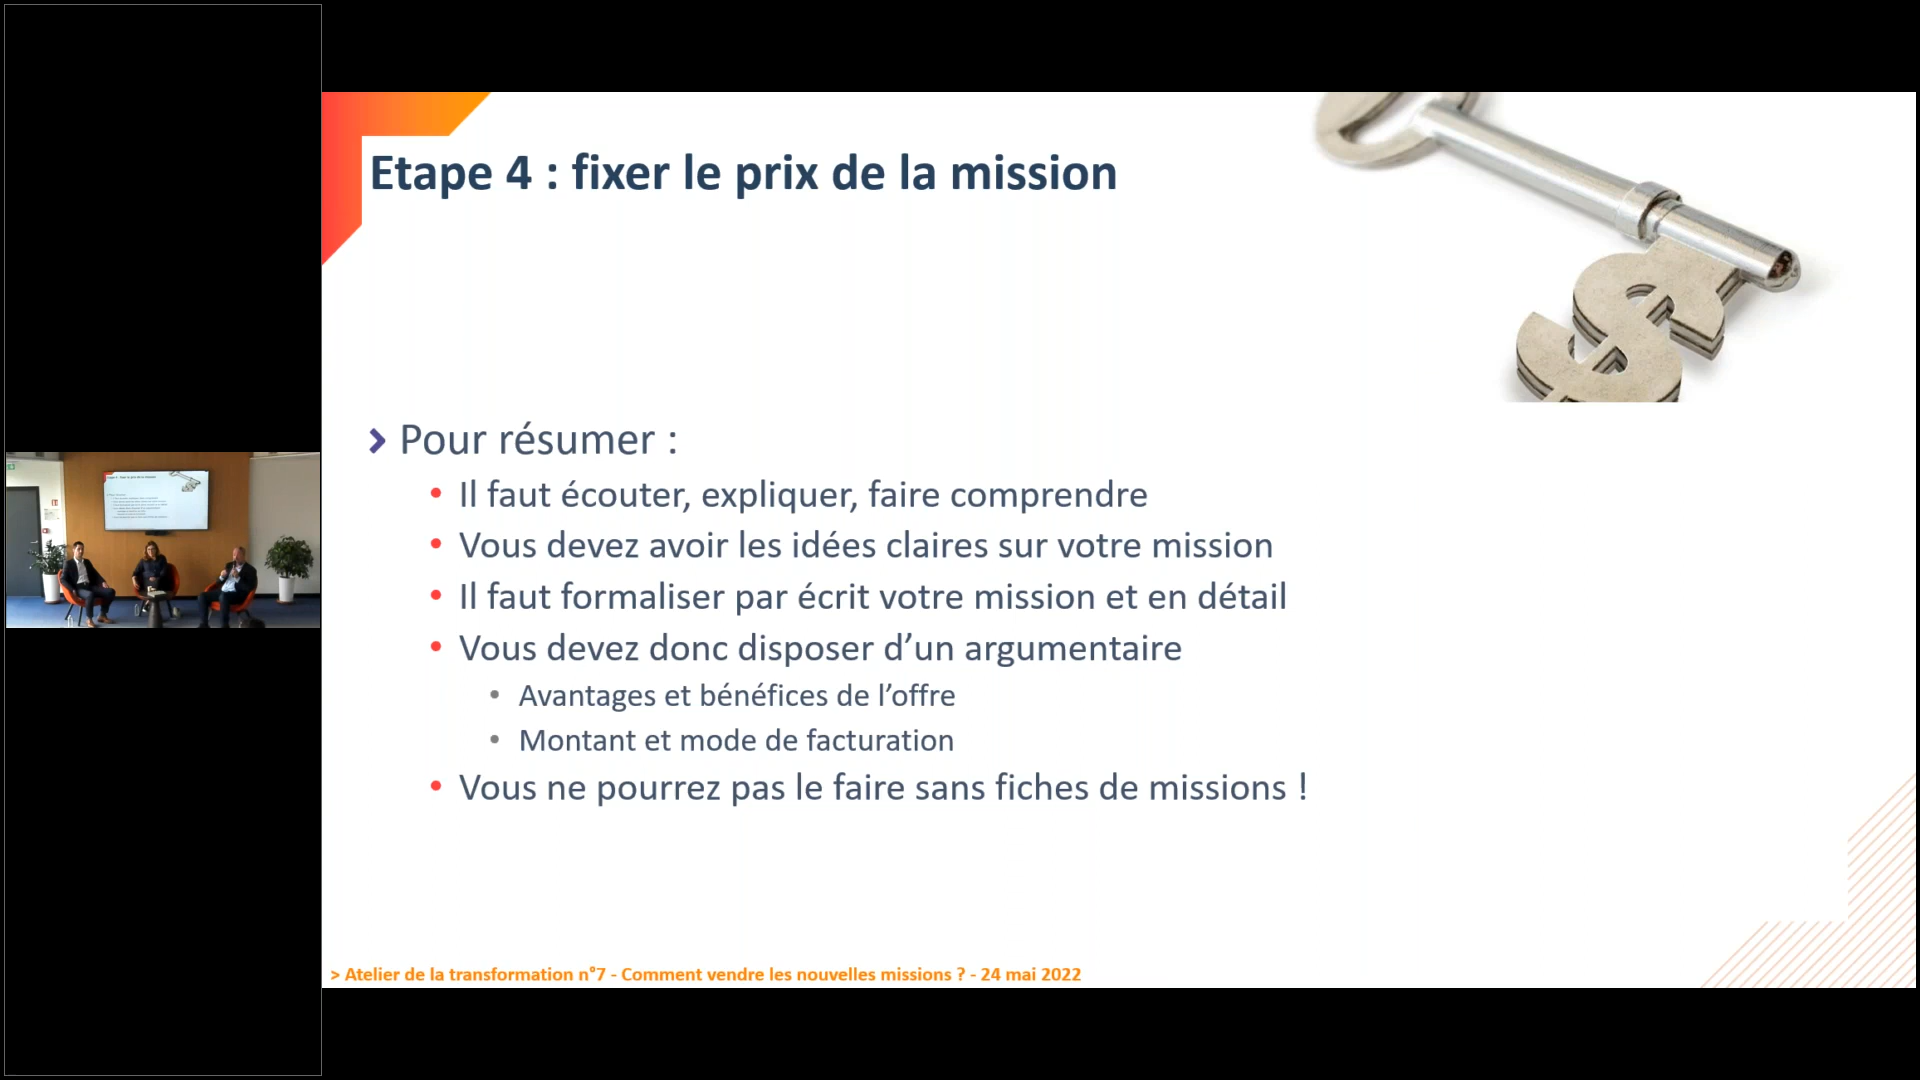 Etape 4 : fixer le prix de la mission
Pour résumer :
Il faut écouter, expliquer, faire comprendre
Vous devez avoir les idées claires sur votre mission
Il faut formaliser par écrit votre mission et en détail
Vous devez donc disposer d’un argumentaire
Avantages et bénéfices de l’offre
Montant et mode de facturation
Vous ne pourrez pas le faire sans fiches de missions !
> Atelier de la transformation n°7 - Comment vendre les nouvelles missions ? - 24 mai 2022